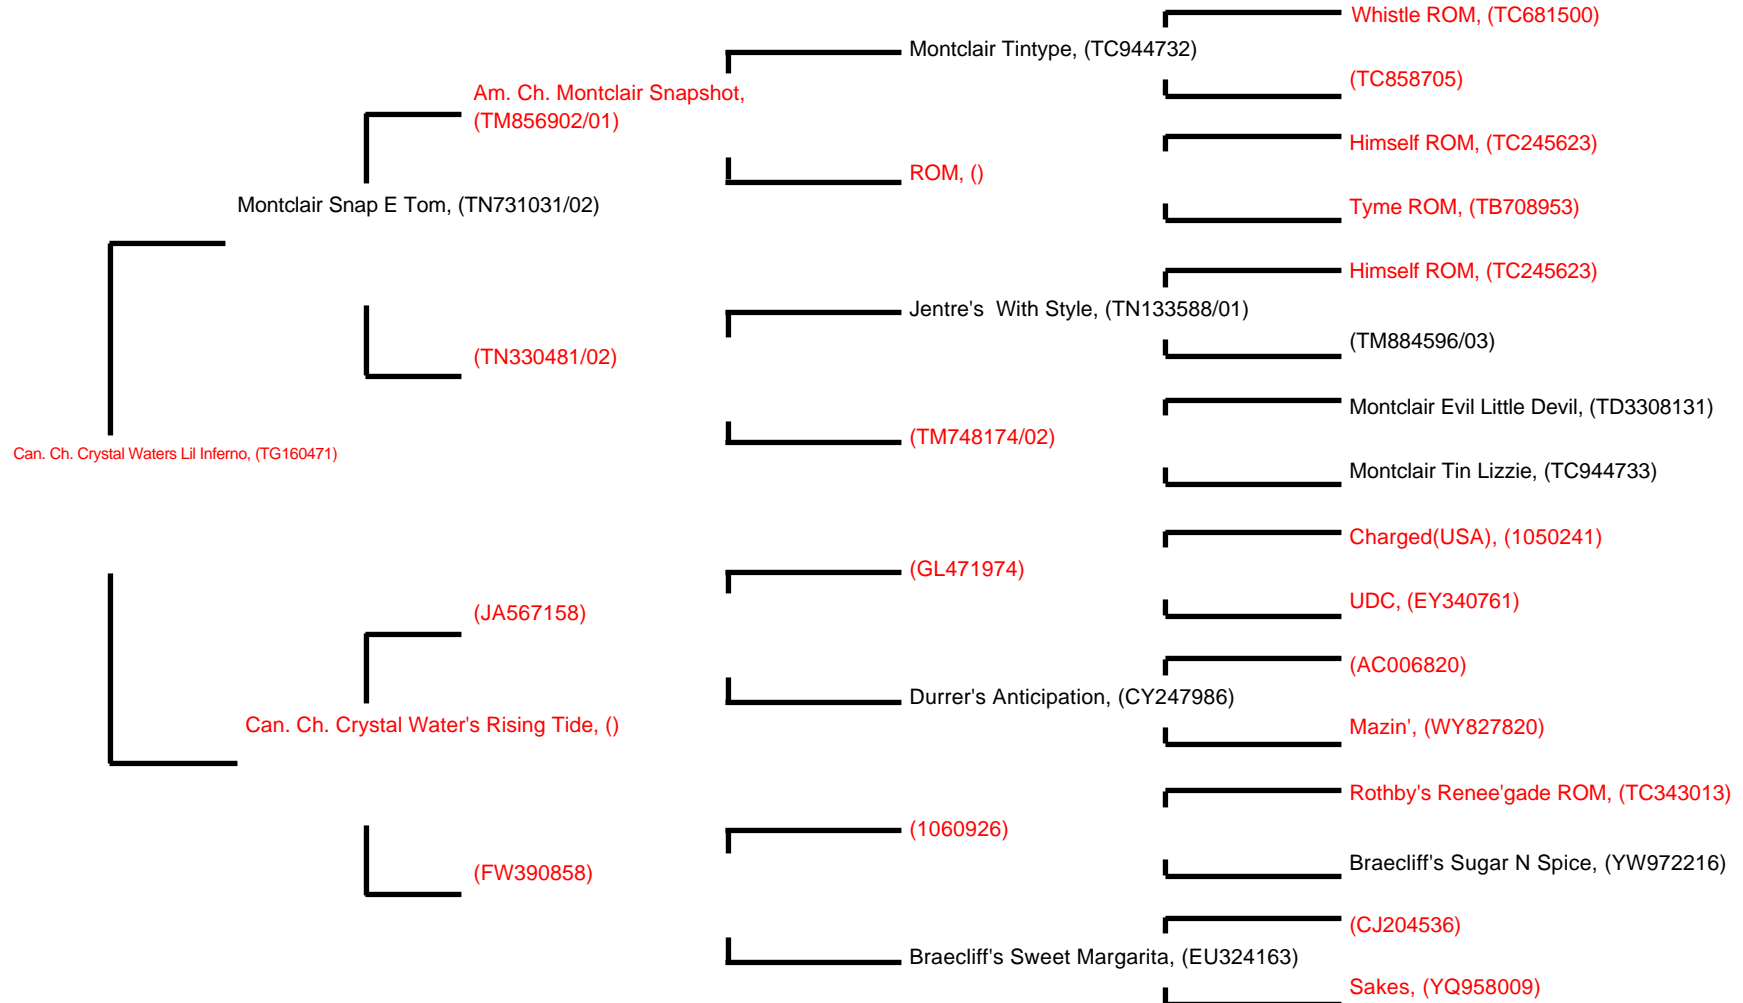 Whistle ROM, (TC681500)
Montclair Tintype, (TC944732)
(TC858705)
Am. Ch. Montclair Snapshot,
(TM856902/01)
Himself ROM, (TC245623)
ROM, ()
Montclair Snap E Tom, (TN731031/02)
Tyme ROM, (TB708953)
Himself ROM, (TC245623)
Jentre's  With Style, (TN133588/01)
(TM884596/03)
(TN330481/02)
Montclair Evil Little Devil, (TD3308131)
(TM748174/02)
Can. Ch. Crystal Waters Lil Inferno, (TG160471)
Montclair Tin Lizzie, (TC944733)
Charged(USA), (1050241)
(GL471974)
UDC, (EY340761)
(JA567158)
(AC006820)
Durrer's Anticipation, (CY247986)
Can. Ch. Crystal Water's Rising Tide, ()
Mazin', (WY827820)
Rothby's Renee'gade ROM, (TC343013)
(1060926)
Braecliff's Sugar N Spice, (YW972216)
(FW390858)
(CJ204536)
Braecliff's Sweet Margarita, (EU324163)
Sakes, (YQ958009)